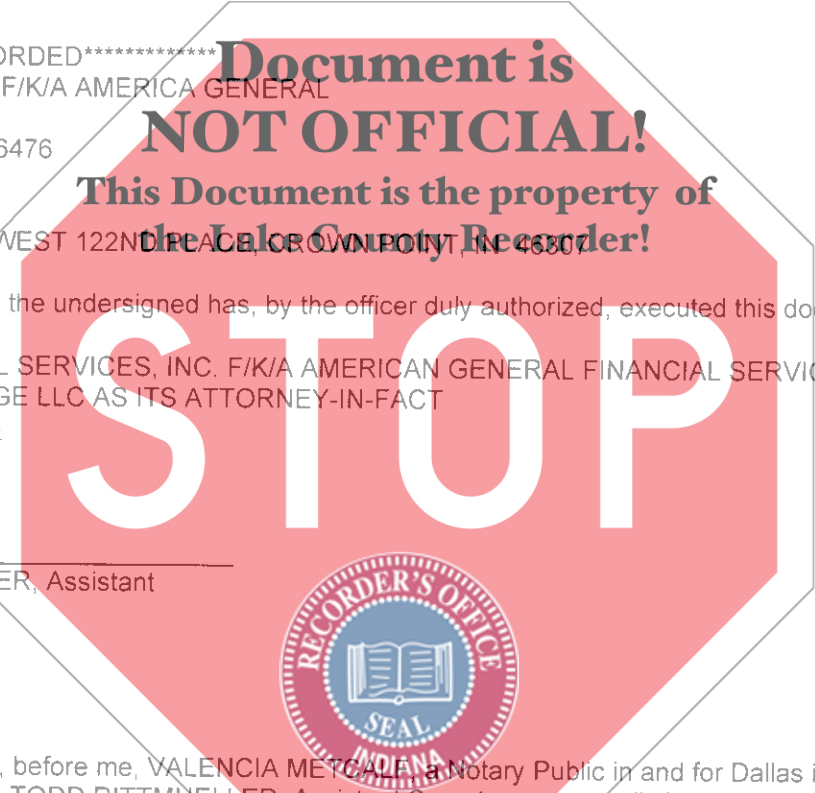 ORDED*************
Document is
F/K/A AMERICA GENERAL
NOT OFFICIAL!
6476
This Document is the property of
the Lake County Recorder!
WEST 122ND PLACE, CROWN POINT, IN 46307
the undersigned has, by the officer duly authorized, executed this do
L SERVICES, INC. F/K/A AMERICAN GENERAL FINANCIAL SERVIC
GE LLC AS ITS ATTORNEY-IN-FACT
STOP
ER, Assistant
RECORDER'S OFFICE
SEAL
INDIANA
, before me, VALENCIA METCALF, a Notary Public in and for Dallas i